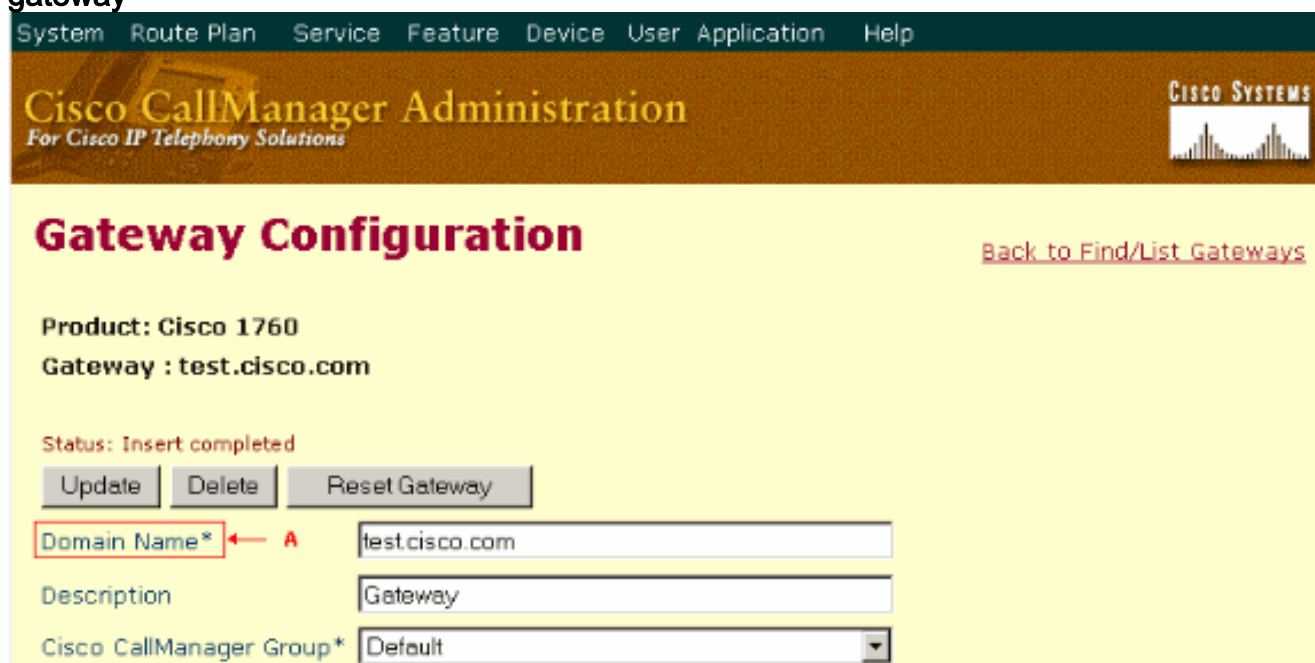 gateway
System Route Plan Service Feature Device User Application Help
Cisco CallManager Administration
For Cisco IP Telephony Solutions
CISCO SYSTEMS
Gateway Configuration
Back to Find/List Gateways
Product: Cisco 1760
Gateway : test.cisco.com
Status: Insert completed
Update Delete Reset Gateway
Domain Name* A test.cisco.com
Description Gateway
Cisco CallManager Group* Default